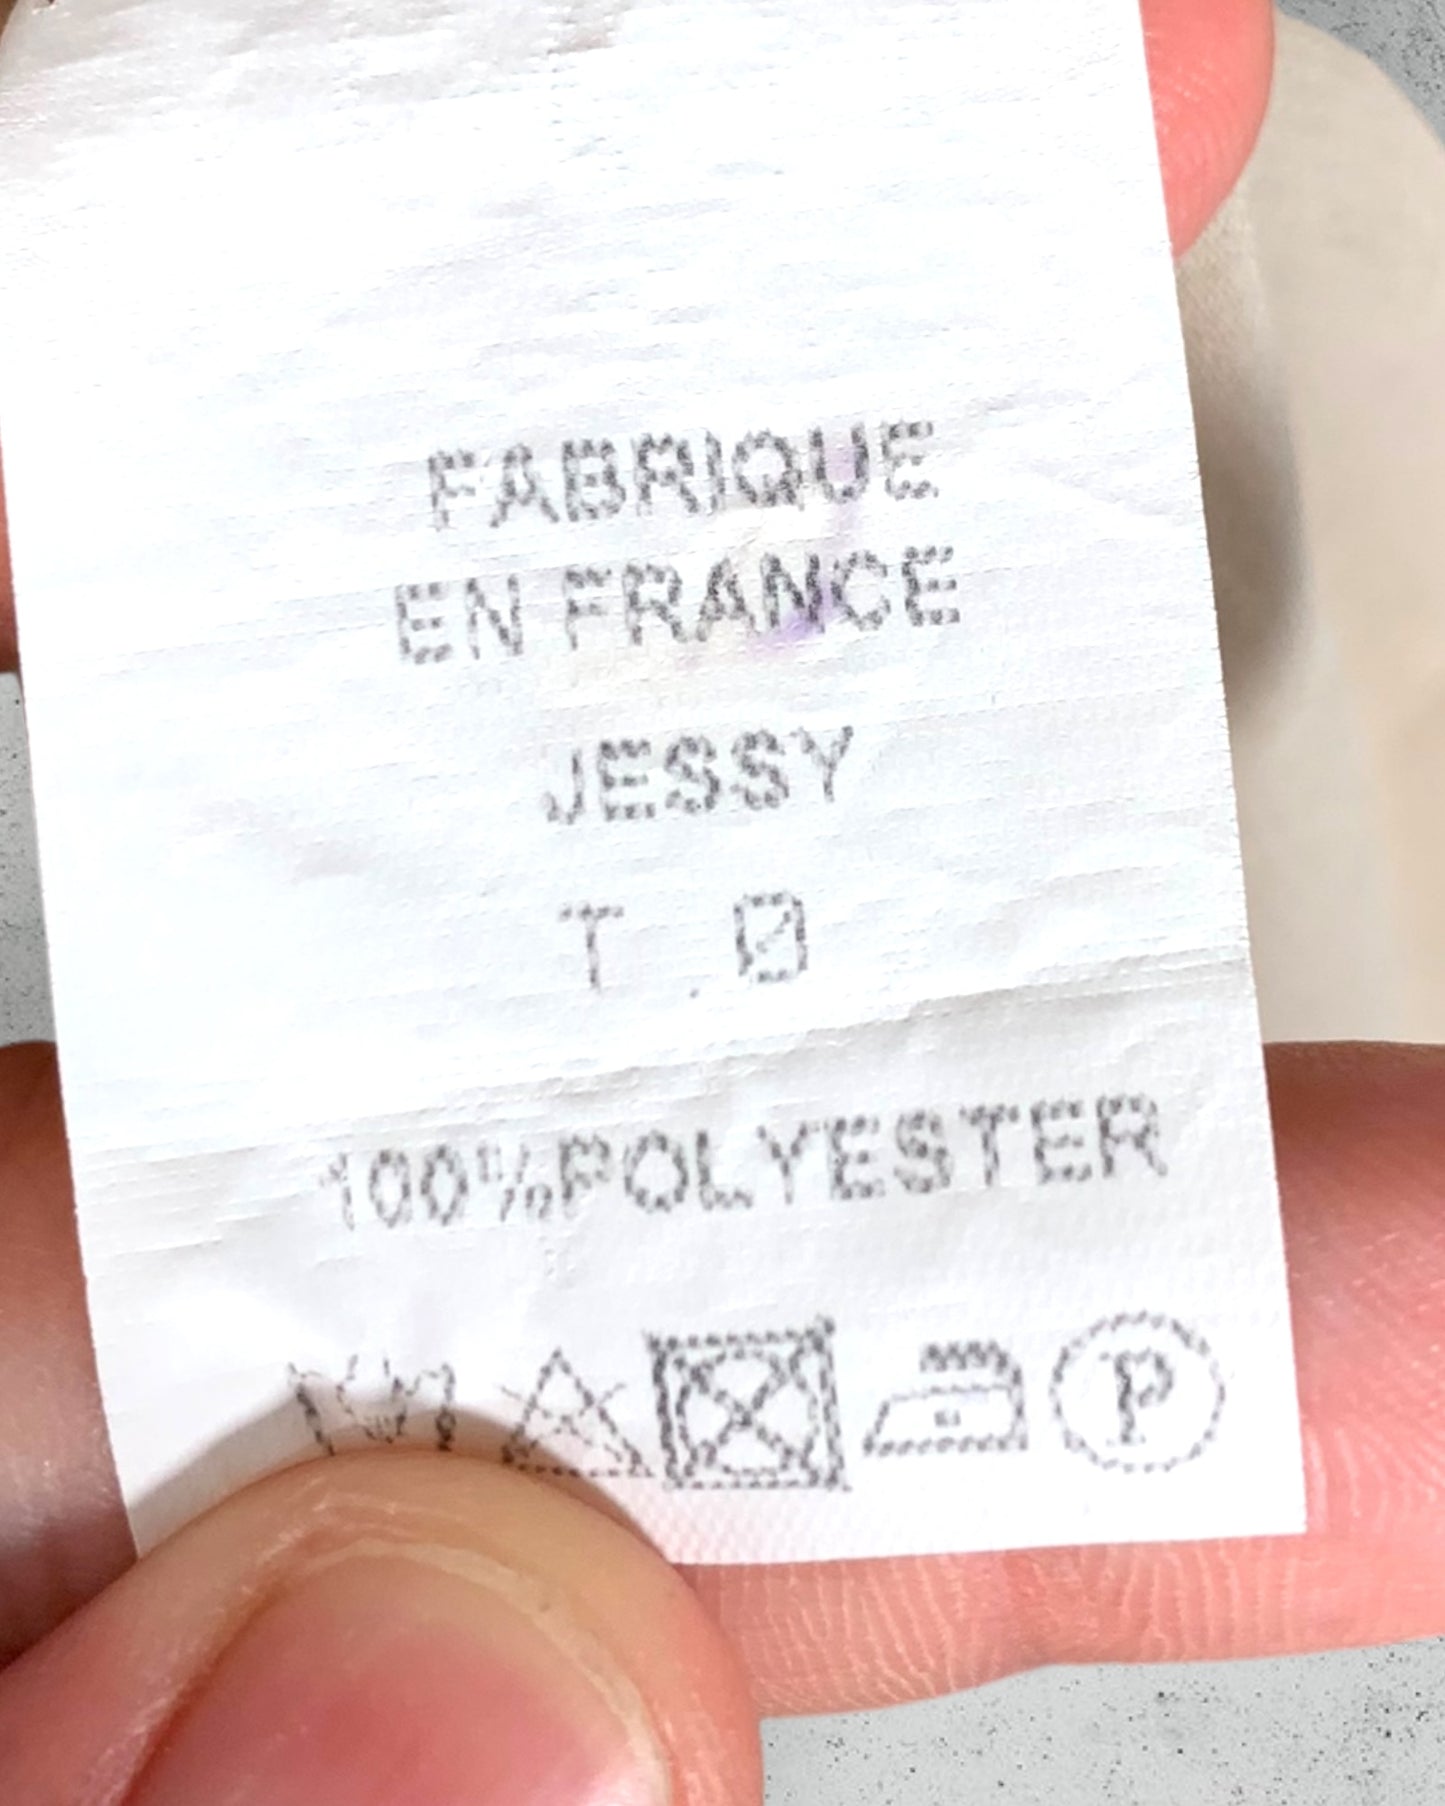 FABRIQUE
EN FRANCE
JESSY
T .0
100%POLYESTER
P